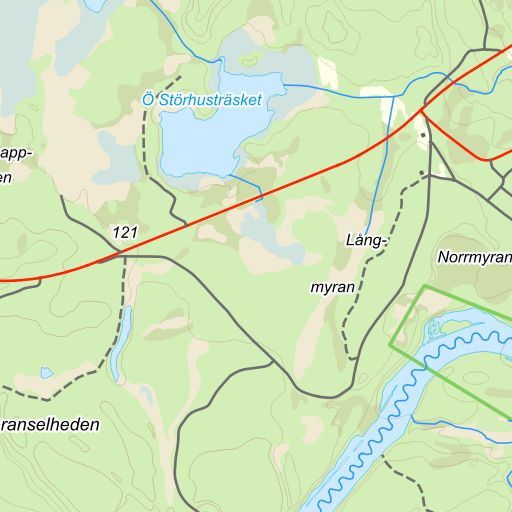 Ö Störhusträsket
app-
en
121
Lång-
myran
Norrmyran
ranselheden